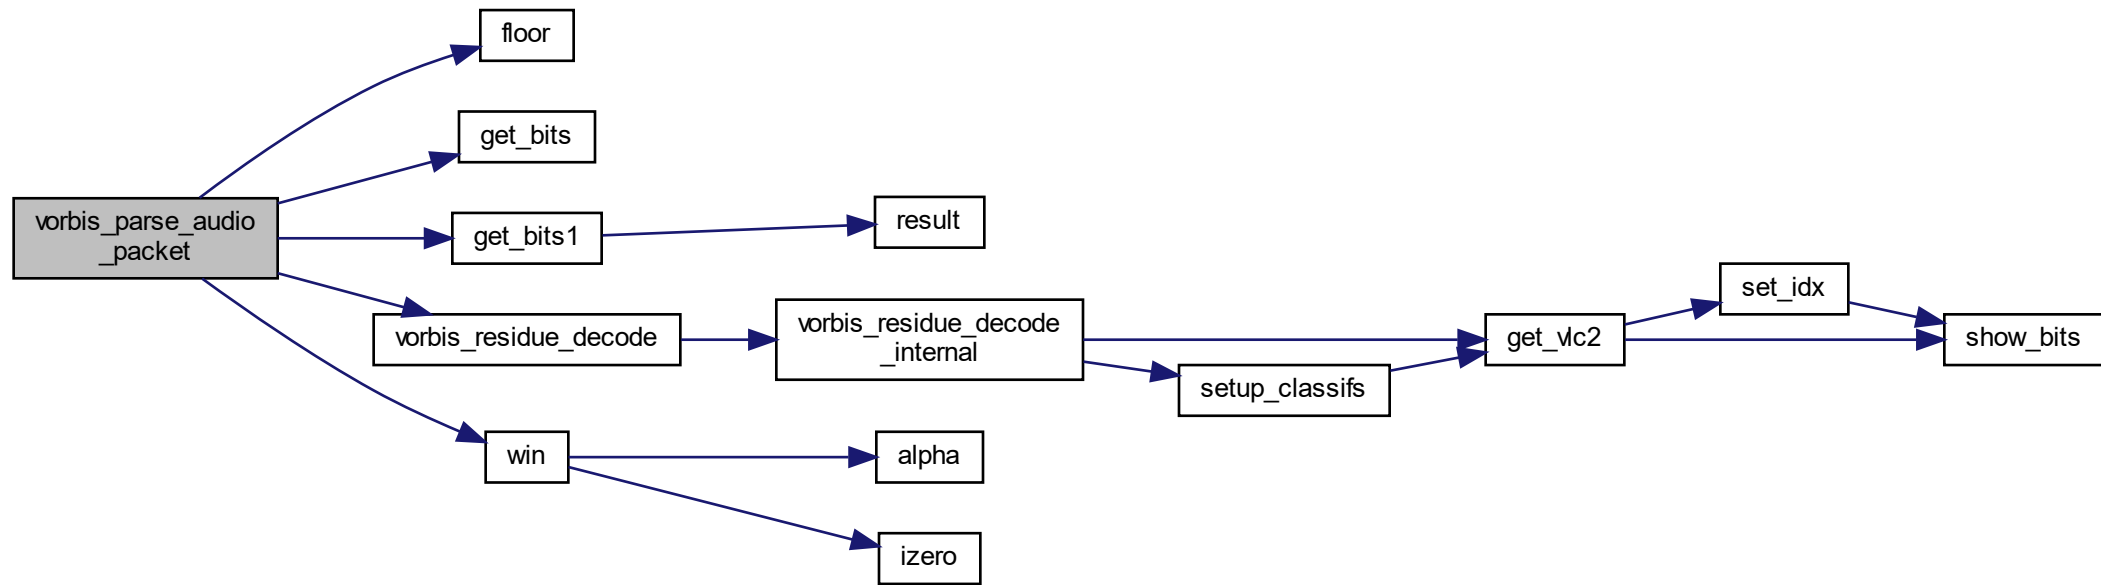 floor
get_bits
vorbis_parse_audio
_packet
get_bits1
result
vorbis_residue_decode
vorbis_residue_decode
_internal
setup_classifs
get_vlc2
set_idx
show_bits
win
alpha
izero